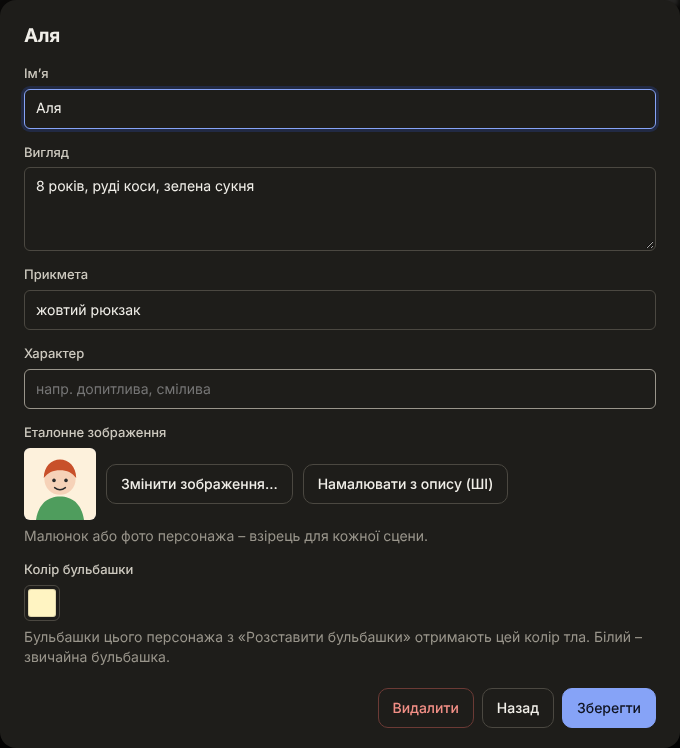 Аля
Ім’я
Аля
Вигляд
8 років, руді коси, зелена сукня
Прикмета
жовтий рюкзак
Характер
напр. допитлива, смілива
Еталонне зображення
Змінити зображення...
Намалювати з опису (ШІ)
Малюнок або фото персонажа – взірець для кожної сцени.
Колір бульбашки
Бульбашки цього персонажа з «Розставити бульбашки» отримають цей колір тла. Білий –
звичайна бульбашка.
Видалити
Назад
Зберегти